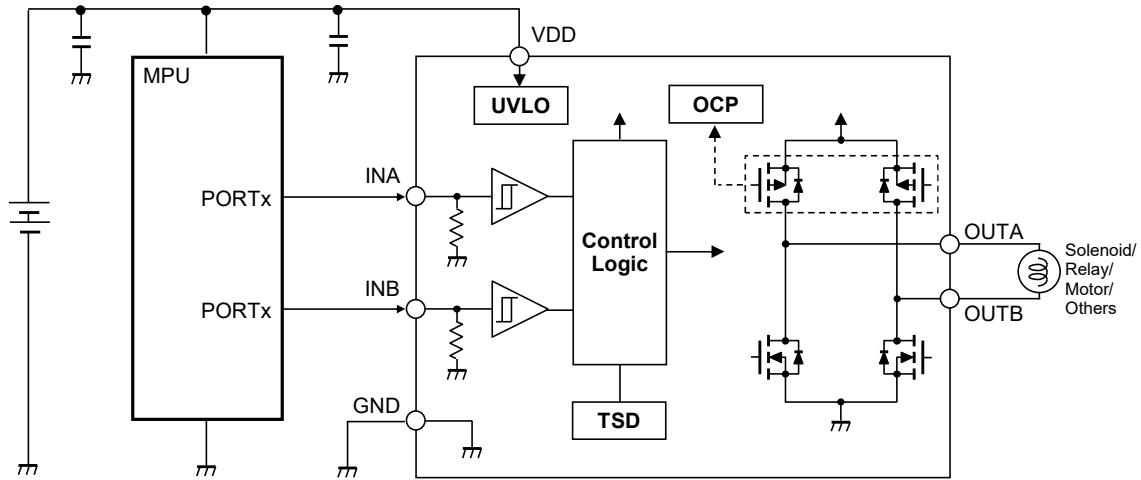 VDD
MPU
UVLO
OCP
INA
PORTx
Control
Logic
OUTA
Solenoid/
Relay/
Motor/
Others
INB
PORTx
OUTB
GND
TSD